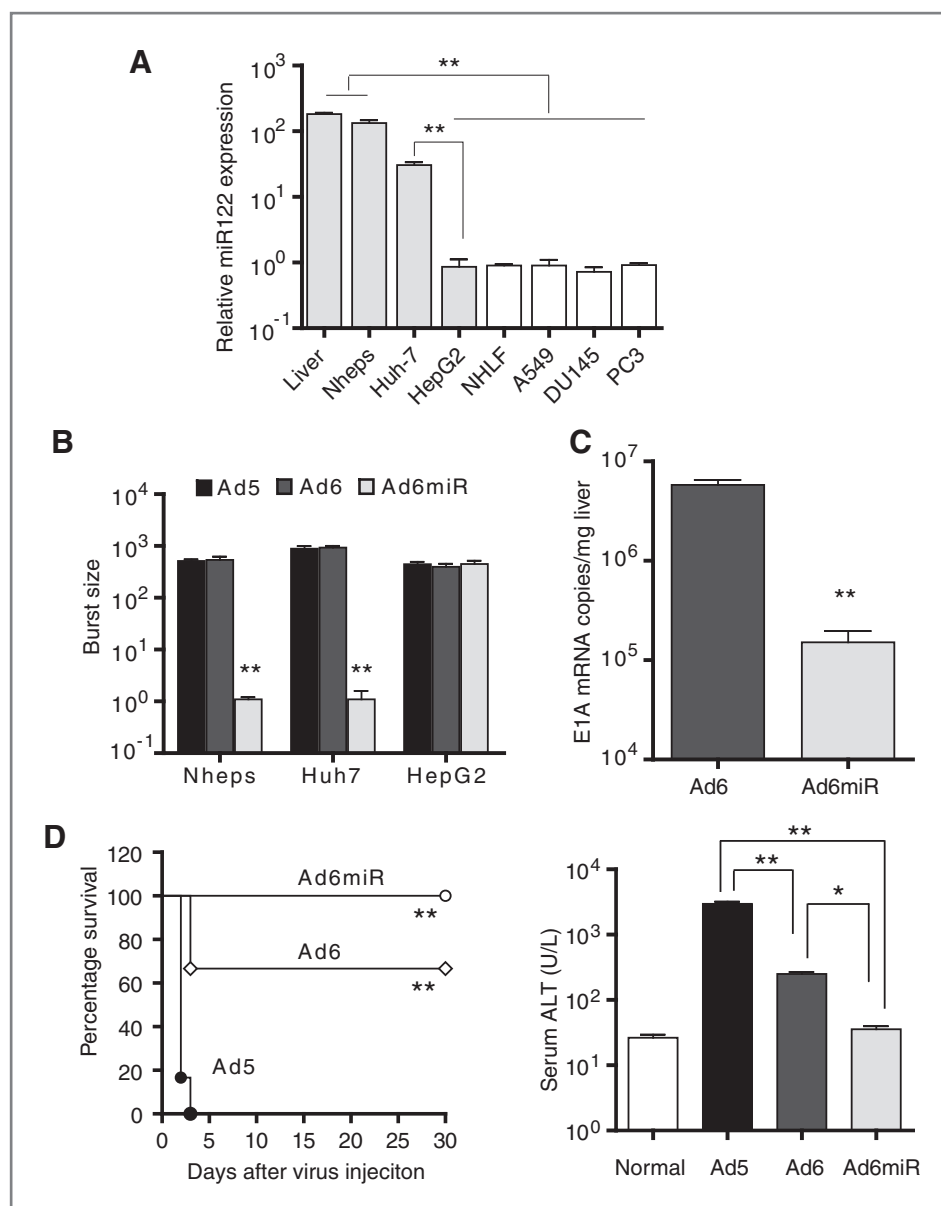 A
Relative miR122 expression
10³
10²
10¹
10⁰
10⁻¹
**
**
Liver
Nheps
Huh-7
HepG2
NHLF
A549
DU145
PC3
B
Ad5 Ad6 Ad6miR
Burst size
10⁴
10³
10²
10¹
10⁰
10⁻¹
**
**
Nheps Huh7 HepG2
C
E1A mRNA copies/mg liver
10⁷
10⁶
10⁵
10⁴
**
Ad6 Ad6miR
D
Percentage survival
120
100
80
60
40
20
0
Ad6miR
**
Ad6
**
Ad5
0 5 10 15 20 25 30
Days after virus injeciton
Serum ALT (U/L)
10⁴
10³
10²
10¹
10⁰
**
**
*
Normal Ad5 Ad6 Ad6miR